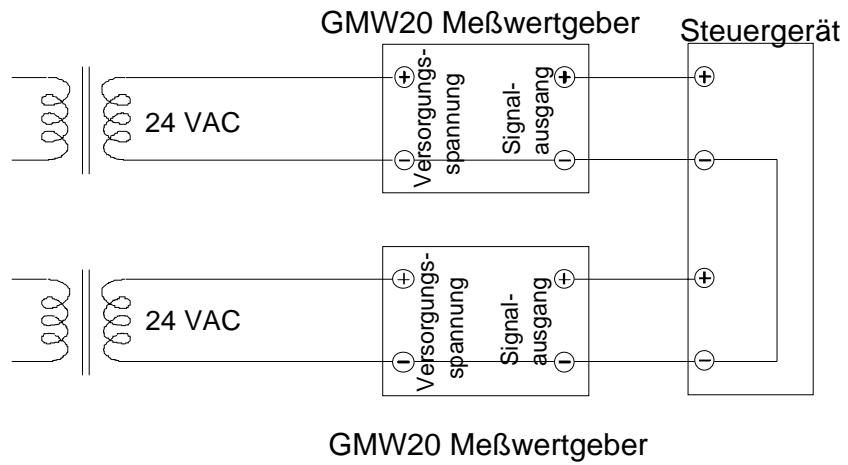 GMW20 Meßwertgeber
Steuergerät
24 VAC
+
Versorgungs-
spannung
Signal-
ausgang
+
+
−
−
−
24 VAC
+
Versorgungs-
spannung
Signal-
ausgang
+
+
−
−
−
GMW20 Meßwertgeber